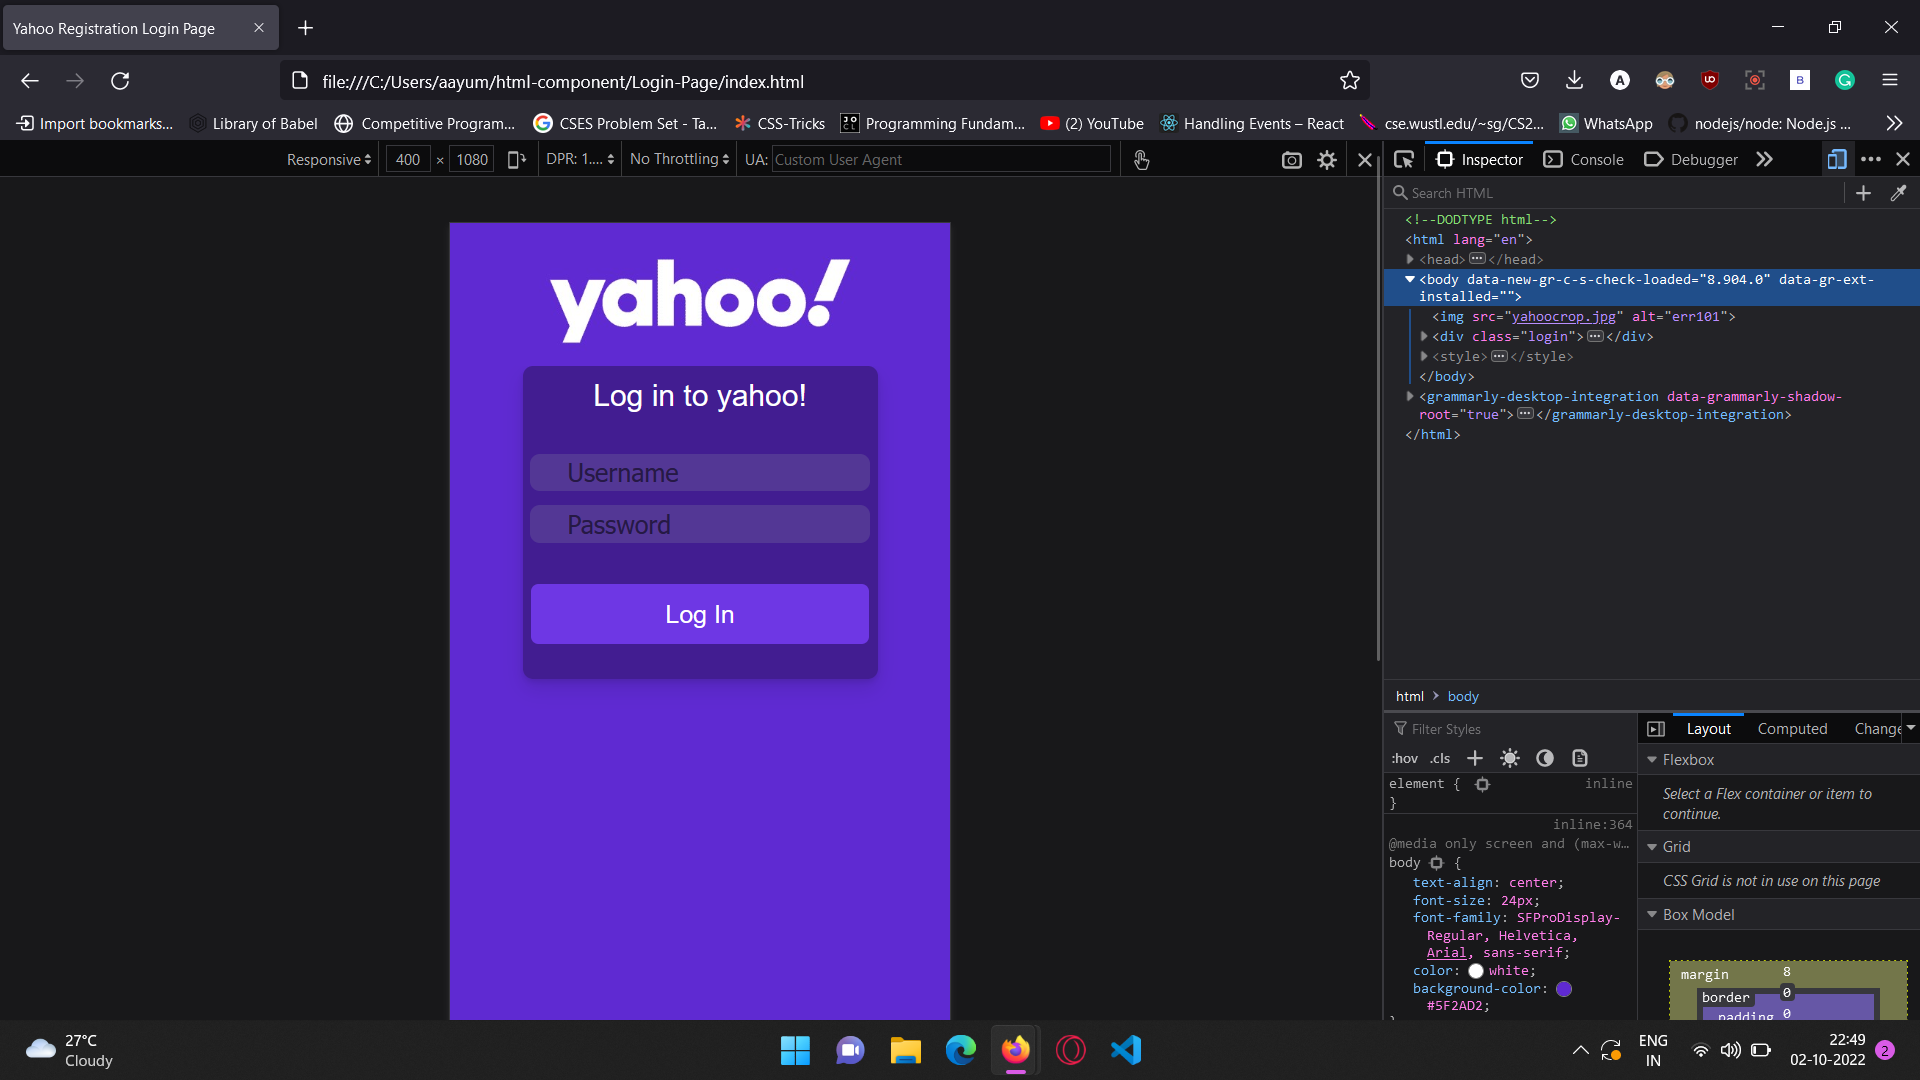 Yahoo Registration Login Page
file:///C:/Users/aayum/html-component/Login-Page/index.html
Import bookmarks...
Library of Babel
Competitive Program...
CSES Problem Set - Ta...
CSS-Tricks
Programming Fundam...
(2) YouTube
Handling Events – React
cse.wustl.edu/~sg/CS2...
WhatsApp
nodejs/node: Node.js ...
Responsive
400 × 1080
DPR: 1....
No Throttling
UA: Custom User Agent
Inspector
Console
Debugger
Search HTML
<!--DODTYPE html-->
<html lang="en">
<head></head>
<body data-new-gr-c-s-check-loaded="8.904.0" data-gr-ext-
installed="">
<img src="yahoocrop.jpg" alt="err101">
<div class="login"></div>
<style></style>
</body>
<grammarly-desktop-integration data-grammarly-shadow-
root="true"></grammarly-desktop-integration>
</html>
yahoo!
Log in to yahoo!
Username
Password
Log In
html > body
Filter Styles
:hov .cls
element {
inline
}
inline:364
@media only screen and (max-w…
body {
text-align: center;
font-size: 24px;
font-family: SFProDisplay-
Regular, Helvetica,
Arial, sans-serif;
color: white;
background-color:
#5F2AD2;
Layout
Computed
Change
Flexbox
Select a Flex container or item to
continue.
Grid
CSS Grid is not in use on this page
Box Model
margin 8
border 0
padding 0
27°C
Cloudy
ENG
IN
22:49
02-10-2022
2